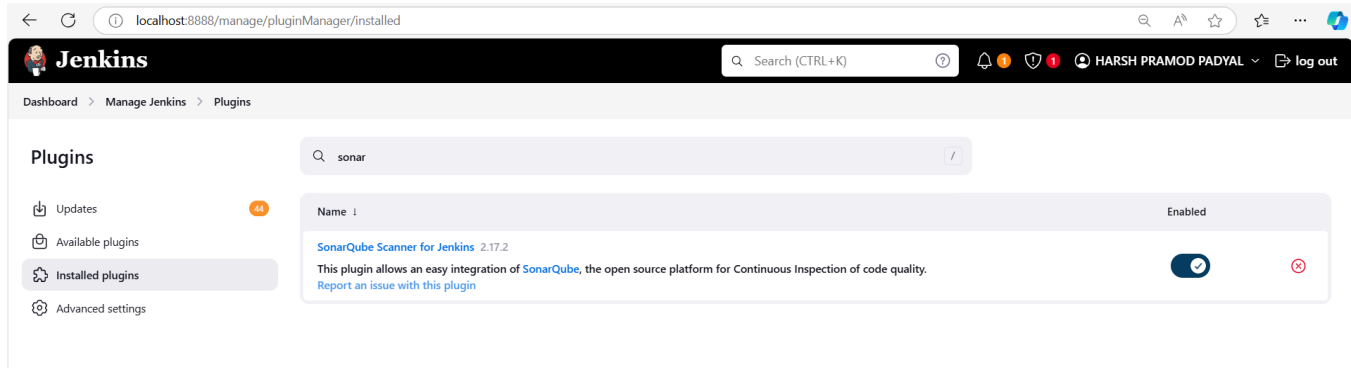 localhost:8888/manage/pluginManager/installed
Jenkins
Search (CTRL+K)
1
1
HARSH PRAMOD PADYAL
log out
Dashboard > Manage Jenkins > Plugins
Plugins
sonar
/
Updates
44
Available plugins
Installed plugins
Advanced settings
Name ↓
Enabled
SonarQube Scanner for Jenkins 2.17.2
This plugin allows an easy integration of SonarQube, the open source platform for Continuous Inspection of code quality.
Report an issue with this plugin